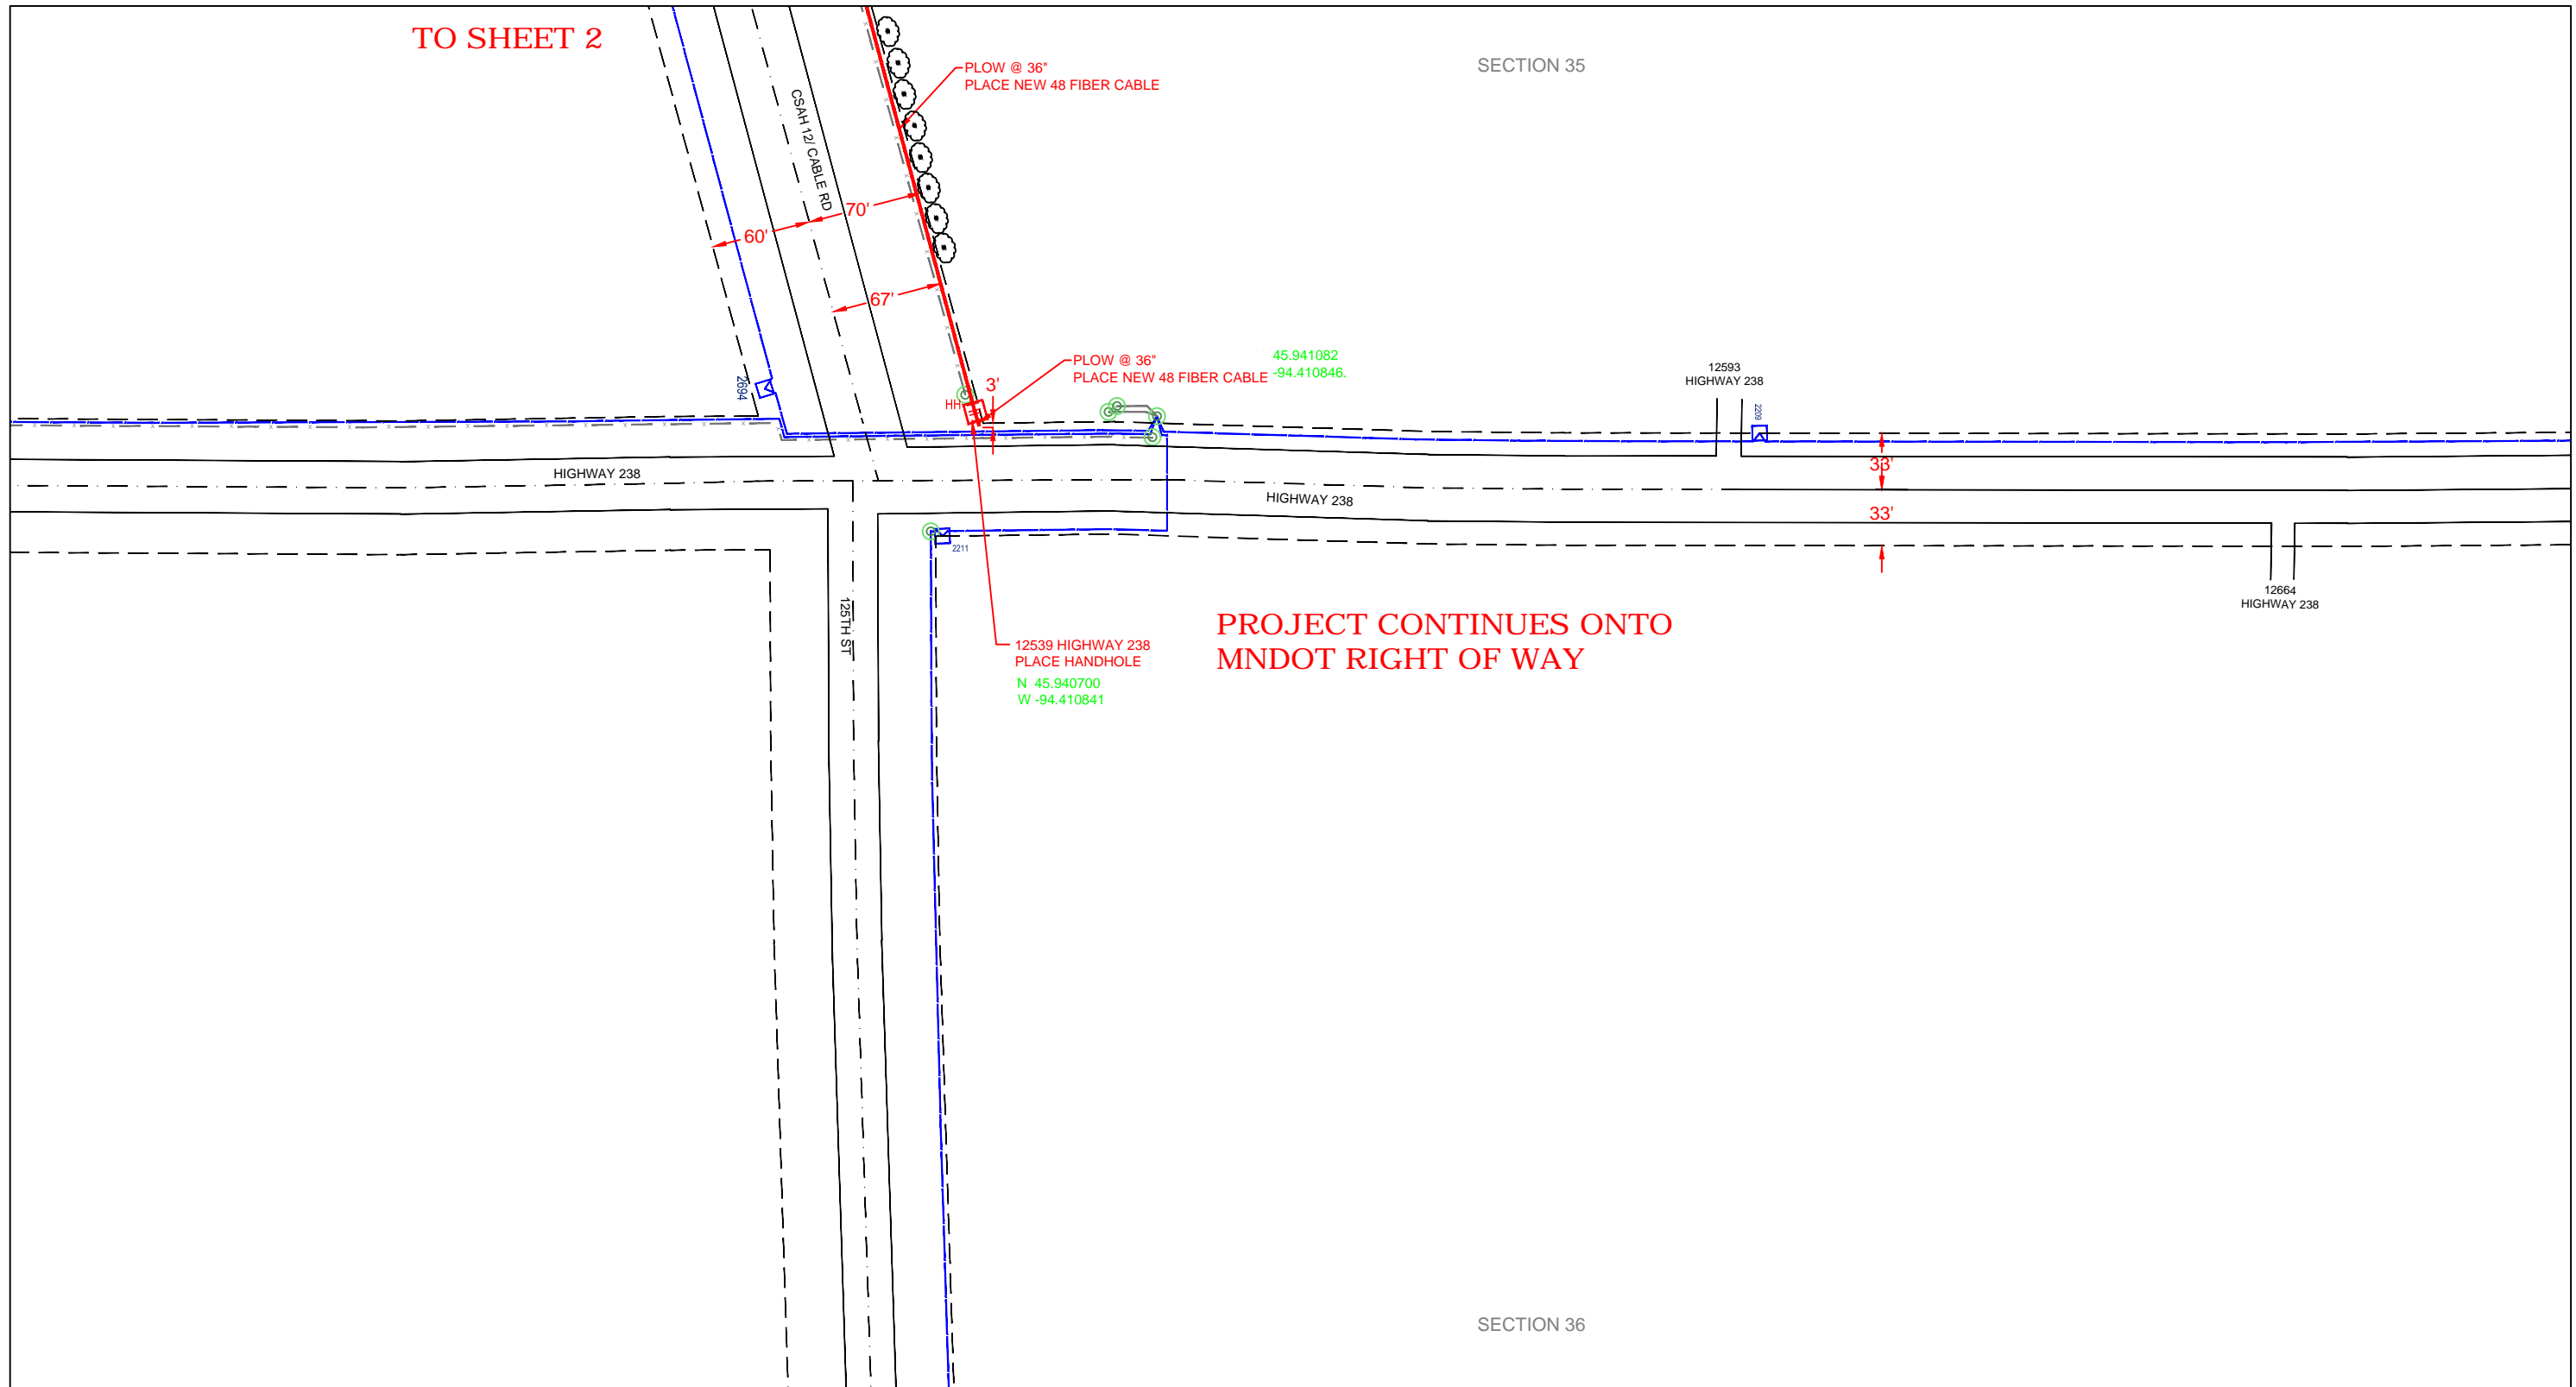 TO SHEET 2
SECTION 35
PLOW @ 36"
PLACE NEW 48 FIBER CABLE
CSAH 12/ CABLE RD
70'
60'
67'
PLOW @ 36"
PLACE NEW 48 FIBER CABLE
45.941082
-94.410846.
3'
HH
2694
12593
HIGHWAY 238
2209
33'
33'
HIGHWAY 238
HIGHWAY 238
2211
125TH ST
12539 HIGHWAY 238
PLACE HANDHOLE
N 45.940700
W -94.410841
PROJECT CONTINUES ONTO
MNDOT RIGHT OF WAY
12664
HIGHWAY 238
SECTION 36